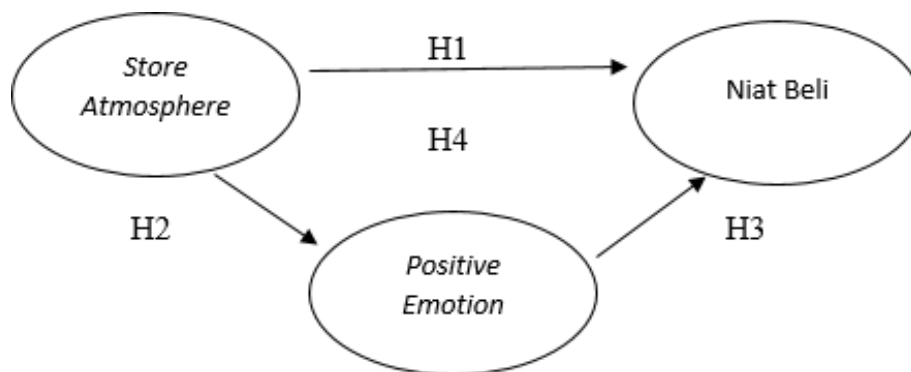 H1
Store
Atmosphere
Niat Beli
H4
H2
H3
Positive
Emotion